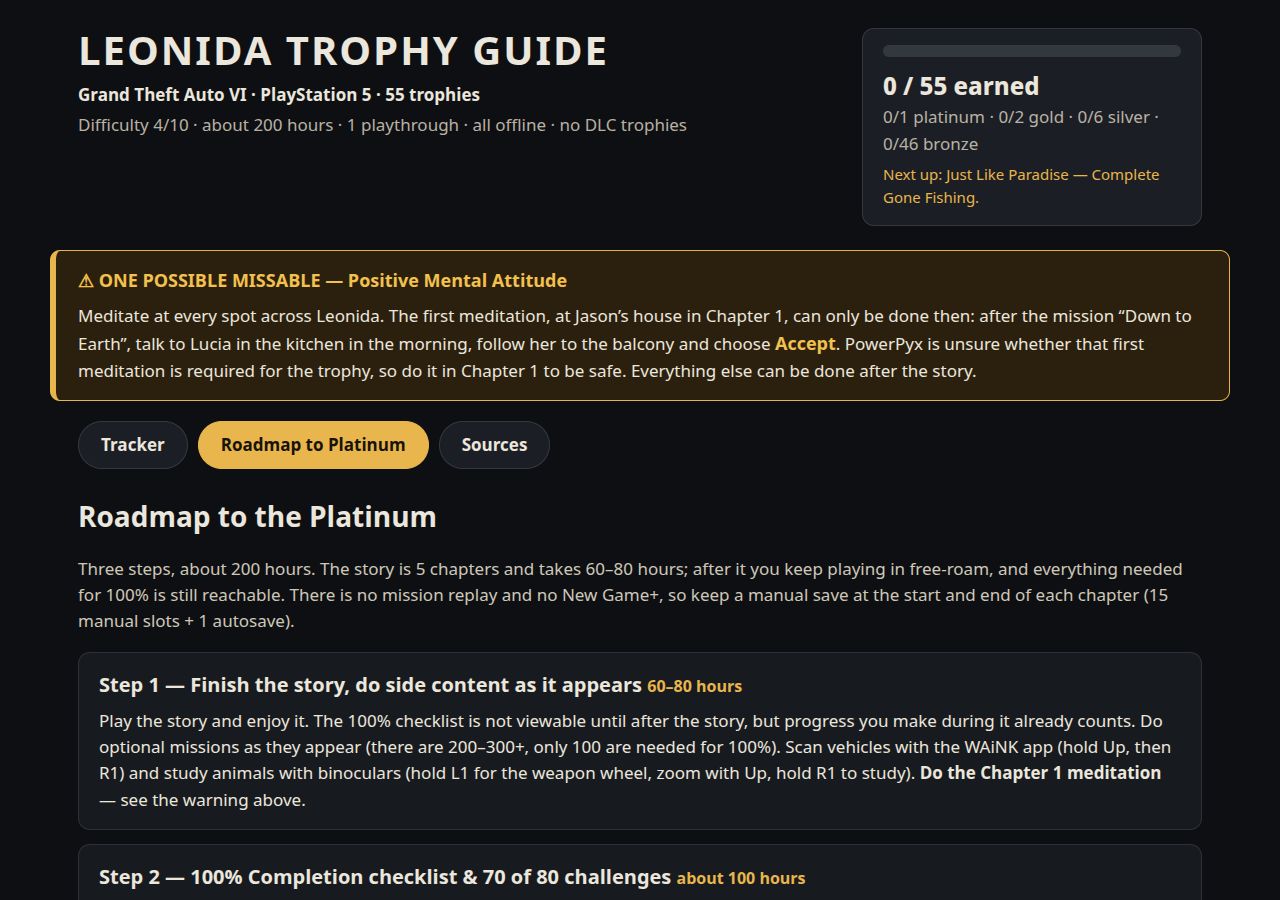 LEONIDA TROPHY GUIDE
Grand Theft Auto VI · PlayStation 5 · 55 trophies
Difficulty 4/10 · about 200 hours · 1 playthrough · all offline · no DLC trophies
0 / 55 earned
0/1 platinum · 0/2 gold · 0/6 silver ·
0/46 bronze
Next up: Just Like Paradise — Complete
Gone Fishing.
⚠ ONE POSSIBLE MISSABLE — Positive Mental Attitude
Meditate at every spot across Leonida. The first meditation, at Jason’s house in Chapter 1, can only be done then: after the mission “Down to
Earth”, talk to Lucia in the kitchen in the morning, follow her to the balcony and choose Accept. PowerPyx is unsure whether that first
meditation is required for the trophy, so do it in Chapter 1 to be safe. Everything else can be done after the story.
Tracker
Roadmap to Platinum
Sources
Roadmap to the Platinum
Three steps, about 200 hours. The story is 5 chapters and takes 60–80 hours; after it you keep playing in free-roam, and everything needed
for 100% is still reachable. There is no mission replay and no New Game+, so keep a manual save at the start and end of each chapter (15
manual slots + 1 autosave).
Step 1 — Finish the story, do side content as it appears 60–80 hours
Play the story and enjoy it. The 100% checklist is not viewable until after the story, but progress you make during it already counts. Do
optional missions as they appear (there are 200–300+, only 100 are needed for 100%). Scan vehicles with the WAiNK app (hold Up, then
R1) and study animals with binoculars (hold L1 for the weapon wheel, zoom with Up, hold R1 to study). Do the Chapter 1 meditation
— see the warning above.
Step 2 — 100% Completion checklist & 70 of 80 challenges about 100 hours